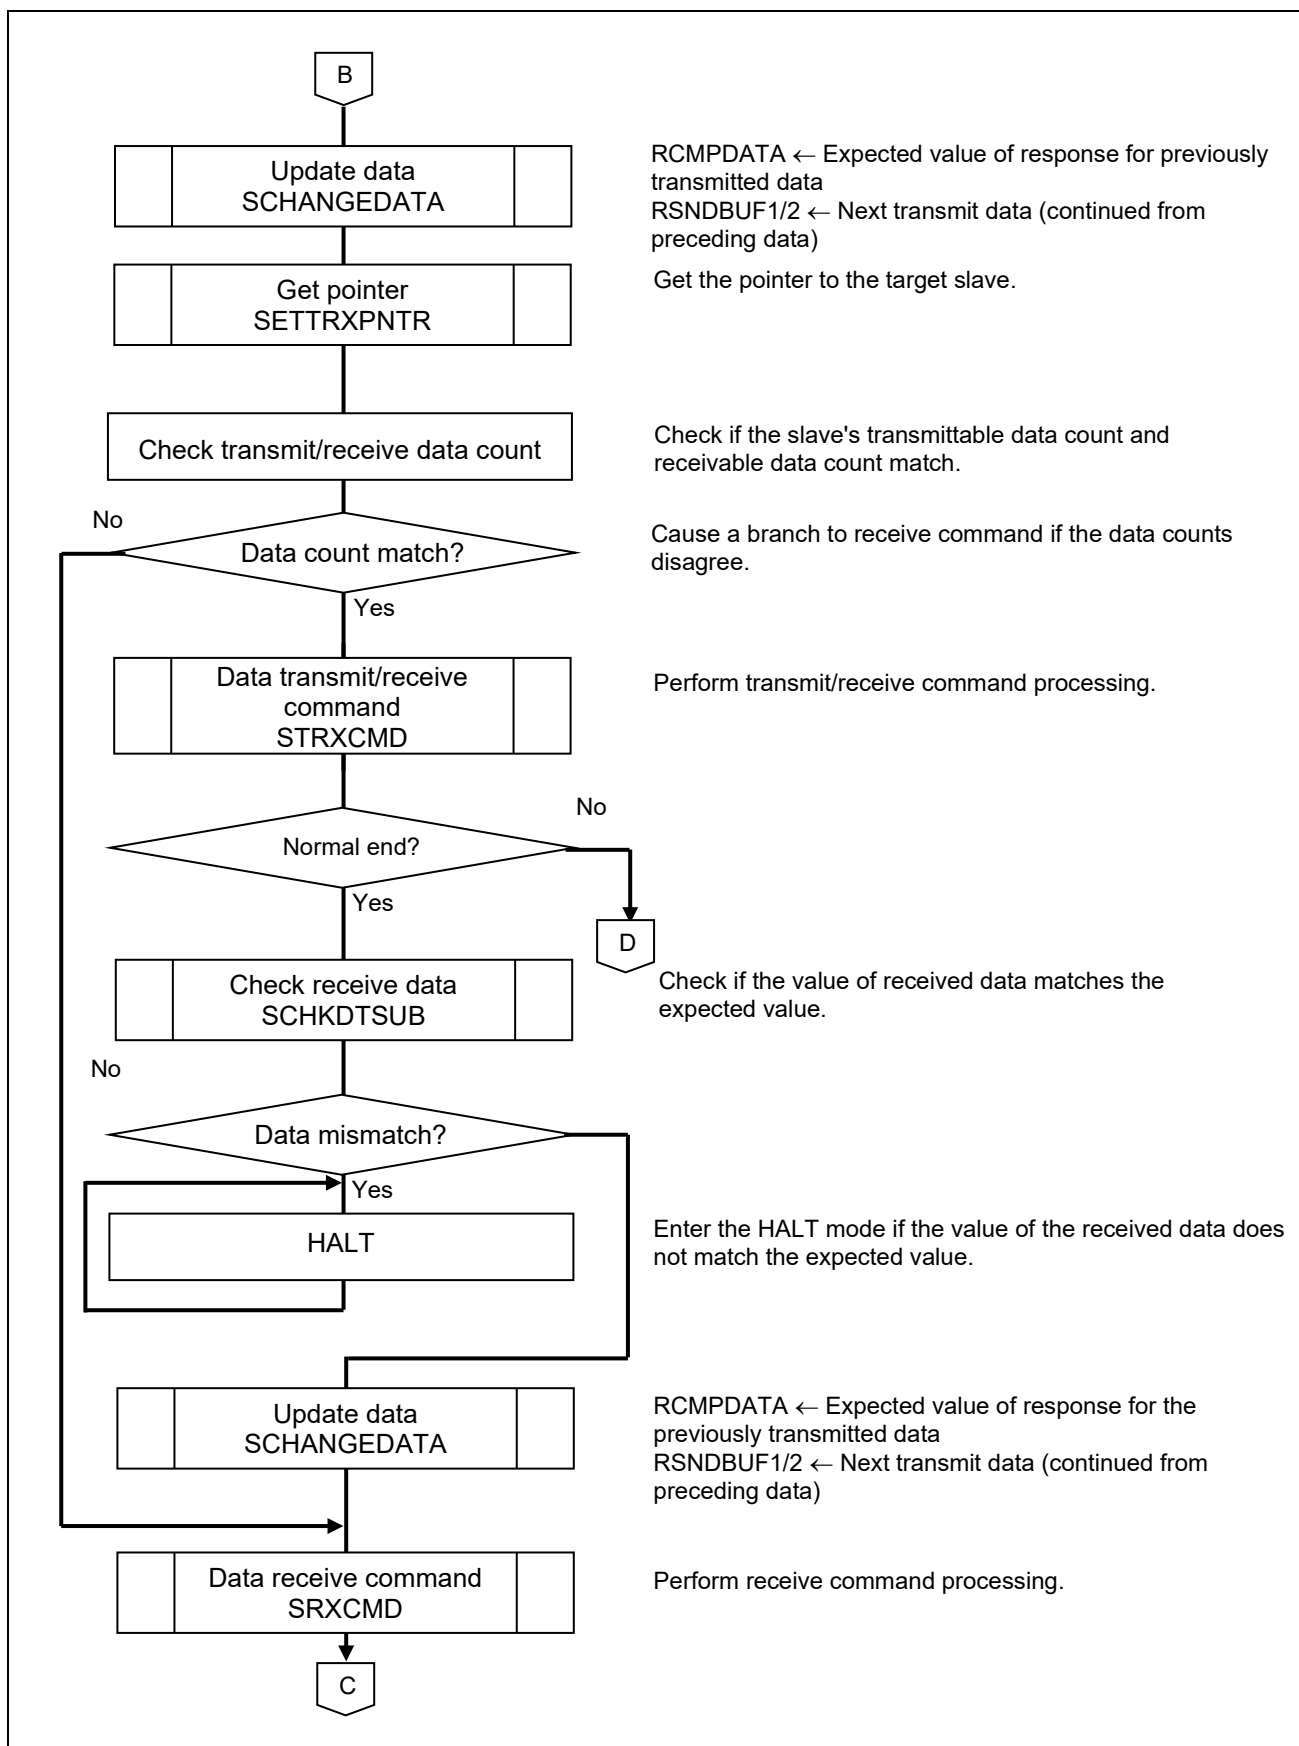 B
Update data
SCHANGEDATA
RCMPDATA ← Expected value of response for previously
transmitted data
RSNDBUF1/2 ← Next transmit data (continued from
preceding data)
Get pointer
SETTRXPNTR
Get the pointer to the target slave.
Check transmit/receive data count
Check if the slave's transmittable data count and
receivable data count match.
No
Data count match?
Cause a branch to receive command if the data counts
disagree.
Yes
Data transmit/receive
command
STRXCMD
Perform transmit/receive command processing.
No
Normal end?
Yes
D
Check receive data
SCHKDTSUB
Check if the value of received data matches the
expected value.
No
Data mismatch?
Yes
HALT
Enter the HALT mode if the value of the received data does
not match the expected value.
Update data
SCHANGEDATA
RCMPDATA ← Expected value of response for the
previously transmitted data
RSNDBUF1/2 ← Next transmit data (continued from
preceding data)
Data receive command
SRXCMD
Perform receive command processing.
C